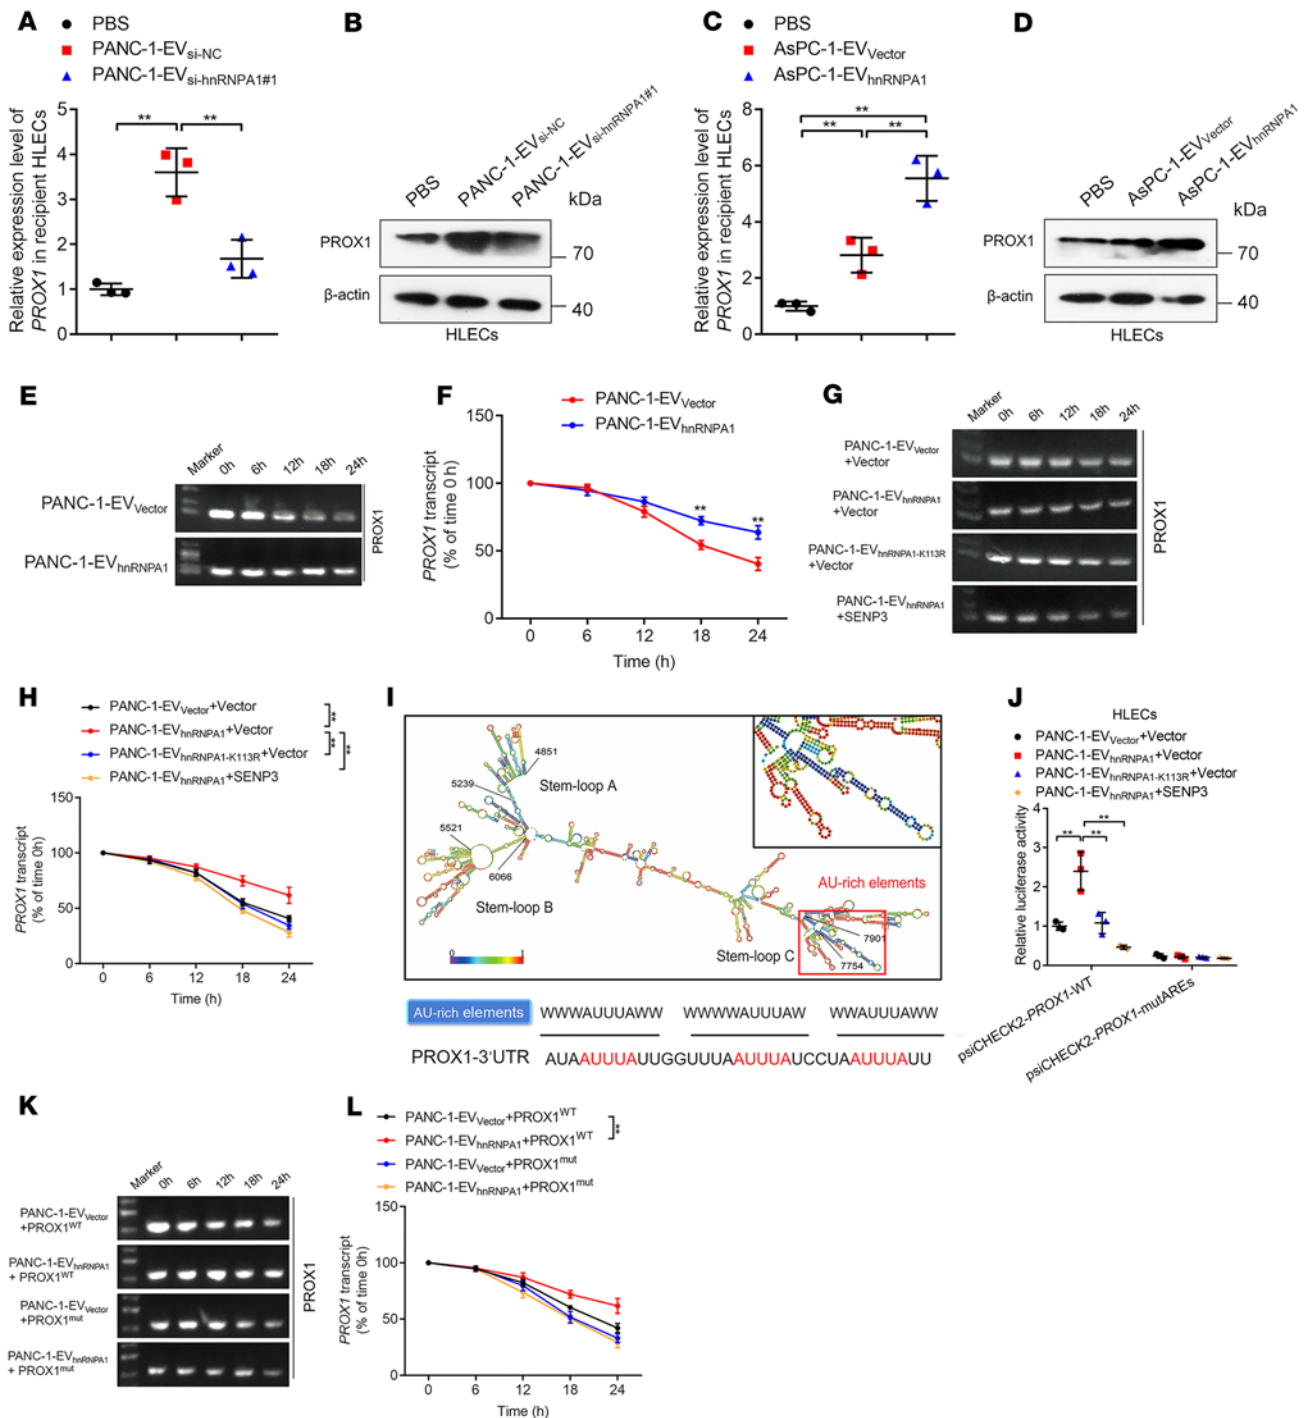 A
PBS
PANC-1-EVsi-NC
PANC-1-EVsi-hnRNPA1#1
Relative expression level of
PROX1 in recipient HLECs
5
4
3
2
1
0
**
**
B
PBS
PANC-1-EVsi-NC
PANC-1-EVsi-hnRNPA1#1
kDa
PROX1
70
β-actin
40
HLECs
C
PBS
AsPC-1-EVVector
AsPC-1-EVhnRNPA1
Relative expression level of
PROX1 in recipient HLECs
8
6
4
2
0
**
**
**
D
PBS
AsPC-1-EVVector
AsPC-1-EVhnRNPA1
kDa
PROX1
70
β-actin
40
HLECs
E
Marker
0h
6h
12h
18h
24h
PANC-1-EVVector
PANC-1-EVhnRNPA1
PROX1
F
PANC-1-EVVector
PANC-1-EVhnRNPA1
PROX1 transcript
(% of time 0 h)
150
100
50
0
**
**
0 6 12 18 24
Time (h)
G
Marker
0h
6h
12h
18h
24h
PANC-1-EVVector
+Vector
PANC-1-EVhnRNPA1
+Vector
PANC-1-EVhnRNPA1-K113R
+Vector
PANC-1-EVhnRNPA1
+SENP3
PROX1
H
PANC-1-EVVector+Vector
PANC-1-EVhnRNPA1+Vector
PANC-1-EVhnRNPA1-K113R+Vector
PANC-1-EVhnRNPA1+SENP3
**
**
**
PROX1 transcript
(% of time 0h)
150
100
50
0
0 6 12 18 24
Time (h)
I
4851
5239
Stem-loop A
5521
6066
Stem-loop B
AU-rich elements
7901
7754
Stem-loop C
0
1
AU-rich elements
WWWAUUUAWW WWWWAUUUAW WWAUUUAWW
PROX1-3'UTR
AUAAUUUAUUGGUUUAAUUUAUCCUAAUUUAUU
J
HLECs
PANC-1-EVVector+Vector
PANC-1-EVhnRNPA1+Vector
PANC-1-EVhnRNPA1-K113R+Vector
PANC-1-EVhnRNPA1+SENP3
Relative luciferase activity
4
3
2
1
0
**
**
**
psiCHECK2-PROX1-WT
psiCHECK2-PROX1-mutAREs
K
Marker
0h
6h
12h
18h
24h
PANC-1-EVVector
+PROX1WT
PANC-1-EVhnRNPA1
+ PROX1WT
PANC-1-EVVector
+PROX1mut
PANC-1-EVhnRNPA1
+ PROX1mut
PROX1
L
PANC-1-EVVector+PROX1WT
PANC-1-EVhnRNPA1+PROX1WT
PANC-1-EVVector+PROX1mut
PANC-1-EVhnRNPA1+PROX1mut
**
PROX1 transcript
(% of time 0h)
150
100
50
0
0 6 12 18 24
Time (h)